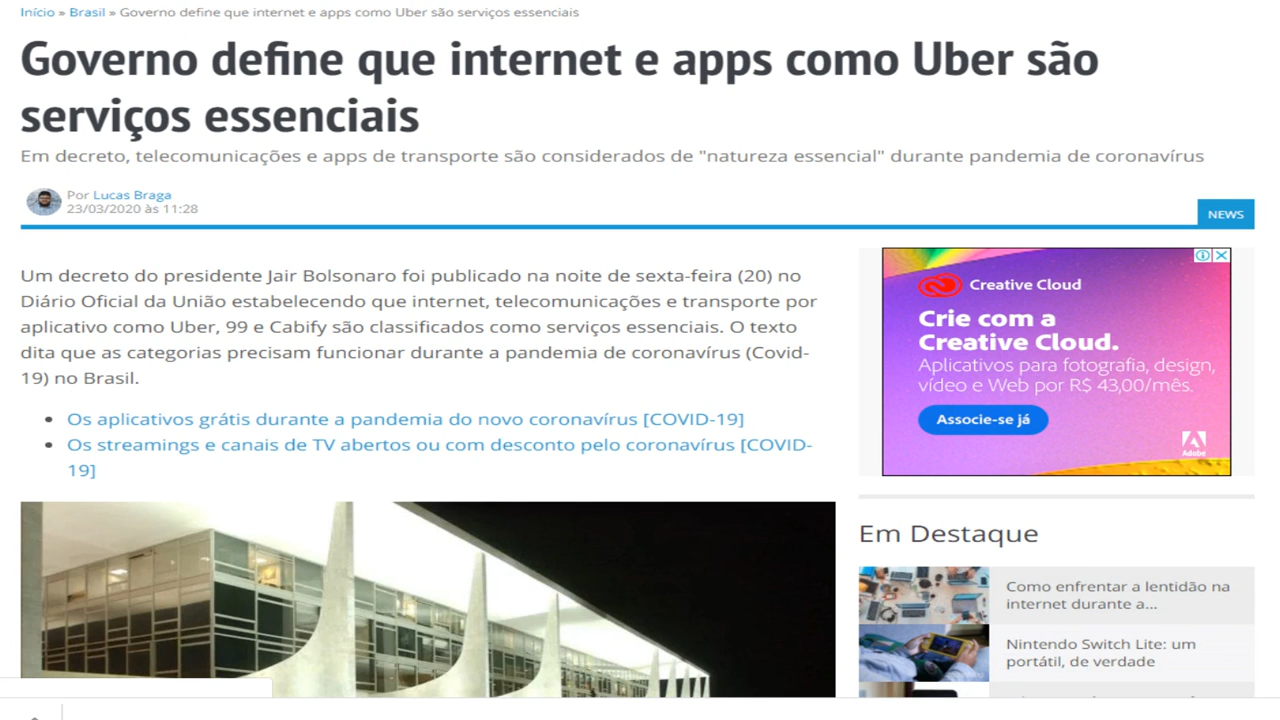 Início » Brasil » Governo define que internet e apps como Uber são serviços essenciais
Governo define que internet e apps como Uber são
serviços essenciais
Em decreto, telecomunicações e apps de transporte são considerados de "natureza essencial" durante pandemia de coronavírus
Por Lucas Braga
23/03/2020 às 11:28
NEWS
Um decreto do presidente Jair Bolsonaro foi publicado na noite de sexta-feira (20) no
Diário Oficial da União estabelecendo que internet, telecomunicações e transporte por
aplicativo como Uber, 99 e Cabify são classificados como serviços essenciais. O texto
dita que as categorias precisam funcionar durante a pandemia de coronavírus (Covid-
19) no Brasil.
• Os aplicativos grátis durante a pandemia do novo coronavírus [COVID-19]
• Os streamings e canais de TV abertos ou com desconto pelo coronavírus [COVID-
19]
Creative Cloud
Crie com a
Creative Cloud.
Aplicativos para fotografia, design,
vídeo e Web por R$ 43,00/mês.
Associe-se já
Adobe
Em Destaque
Como enfrentar a lentidão na
internet durante a...
Nintendo Switch Lite: um
portátil, de verdade